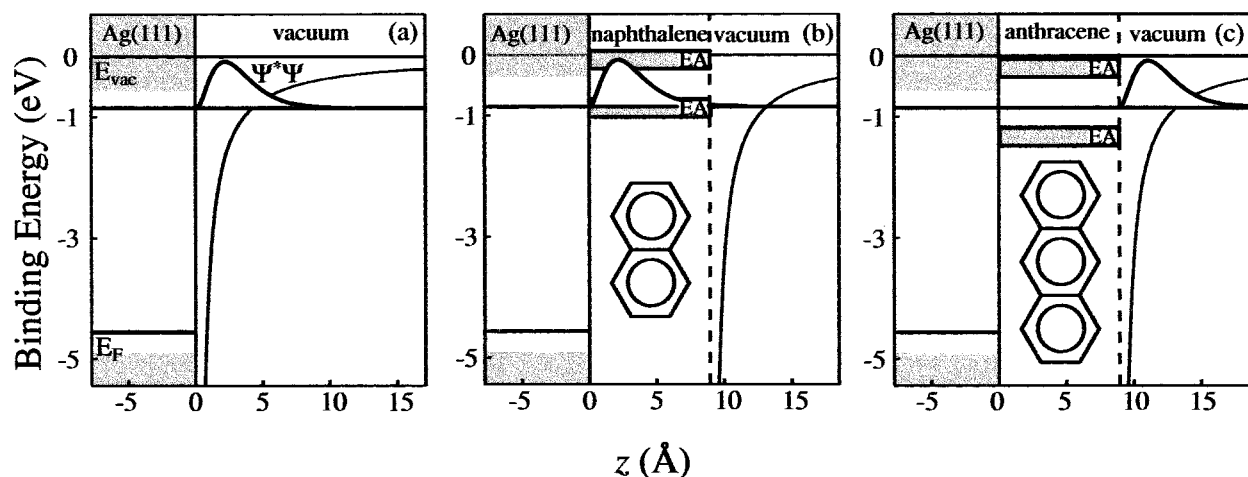 Ag(111) vacuum (a)
0
E_vac
Ψ*Ψ
-1
-3
E_F
-5
-5 0 5 10 15
Ag(111) naphthalene vacuum (b)
0
EA
-1
EA
-3
-5
-5 0 5 10 15
Ag(111) anthracene vacuum (c)
0
EA
-1
EA
-3
-5
-5 0 5 10 15
Binding Energy (eV)
z (Å)